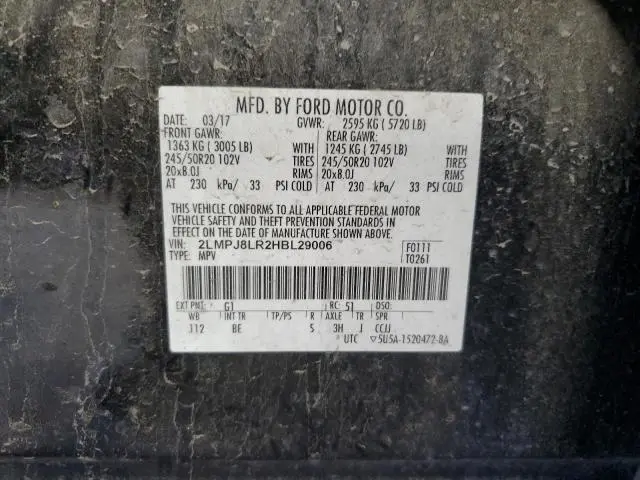 MFD. BY FORD MOTOR CO.
DATE: 03/17 GVWR: 2595 KG ( 5720 LB)
FRONT GAWR: REAR GAWR:
1363 KG ( 3005 LB) WITH 1245 KG ( 2745 LB) WITH
245/50R20 102V TIRES 245/50R20 102V TIRES
20x8.0J RIMS 20x8.0J RIMS
AT 230 kPa/ 33 PSI COLD AT 230 kPa/ 33 PSI COLD
THIS VEHICLE CONFORMS TO ALL APPLICABLE FEDERAL MOTOR
VEHICLE SAFETY AND THEFT PREVENTION STANDARDS IN
EFFECT ON THE DATE OF MANUFACTURE SHOWN ABOVE.
VIN: 2LMPJ8LR2HBL29006 F0111
TYPE: MPV T0261
EXT PNT: G1 RC: 51 DSO:
WB INT TR TP/PS R AXLE TR SPR
112 BE 5 3H J CCJJ
UTC 5U5A-1520472-BA